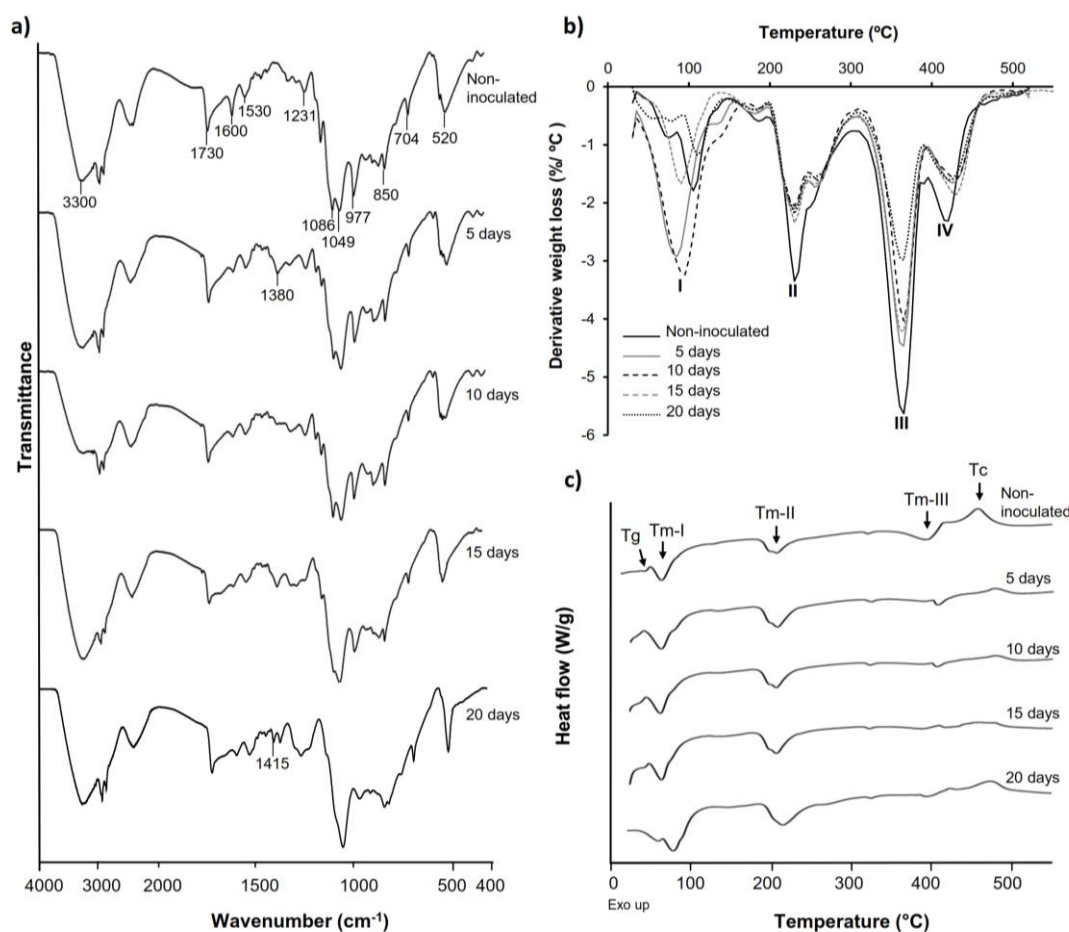 a)
Non-
inoculated
1530
1600
1231
704
520
1730
850
3300
977
1086
1049
5 days
1380
10 days
15 days
20 days
1415
Transmittance
4000 3000 2000 1500 1000 500 400
Wavenumber (cm⁻¹)
b)
Temperature (ºC)
0 100 200 300 400 500
0
-1
-2
-3
-4
-5
-6
Derivative weight loss (%/ ºC)
I
II
III
IV
Non-inoculated
5 days
10 days
15 days
20 days
c)
Tc
Non-
inoculated
Tm-III
Tm-II
Tg
Tm-I
5 days
10 days
15 days
20 days
Heat flow (W/g)
0 100 200 300 400 500
Exo up
Temperature (°C)